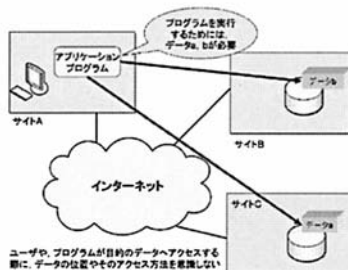 プログラムを実行
するためには、
データa, bが必要
アプリケーション
プログラム
データb
サイトA
サイトB
インターネット
サイトC
データa
ユーザや、プログラムが目的のデータへアクセスする
際に、データの位置やそのアクセス方法を意識しない